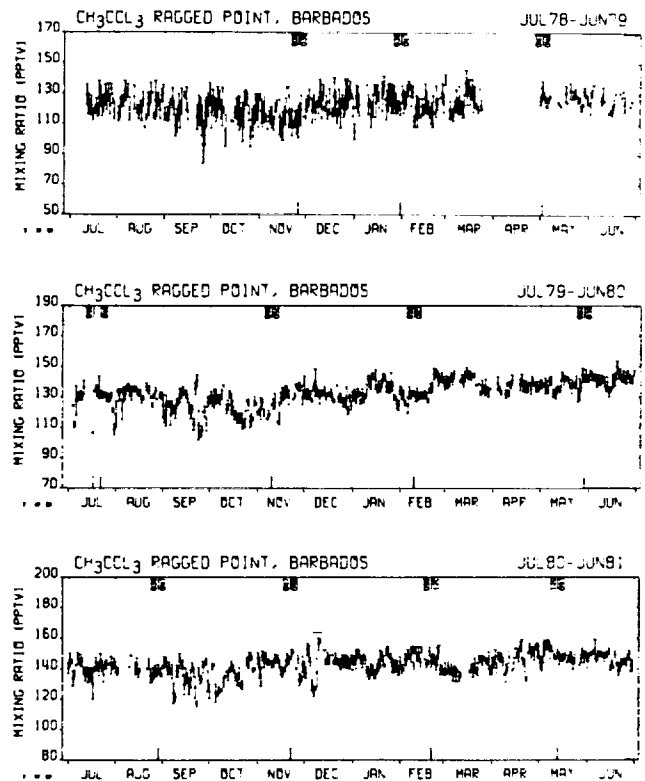 CH3CCL3 RAGGED POINT, BARBADOS JUL78-JUN79
MIXING RATIO (PPTV)
170
150
130
110
90
70
50
JUL AUG SEP OCT NOV DEC JAN FEB MAR APR MAY JUN
CH3CCL3 RAGGED POINT, BARBADOS JUL79-JUN80
MIXING RATIO (PPTV)
190
170
150
130
110
90
70
JUL AUG SEP OCT NOV DEC JAN FEB MAR APR MAY JUN
CH3CCL3 RAGGED POINT, BARBADOS JUL80-JUN81
MIXING RATIO (PPTV)
200
180
160
140
120
100
80
JUL AUG SEP OCT NOV DEC JAN FEB MAR APR MAY JUN